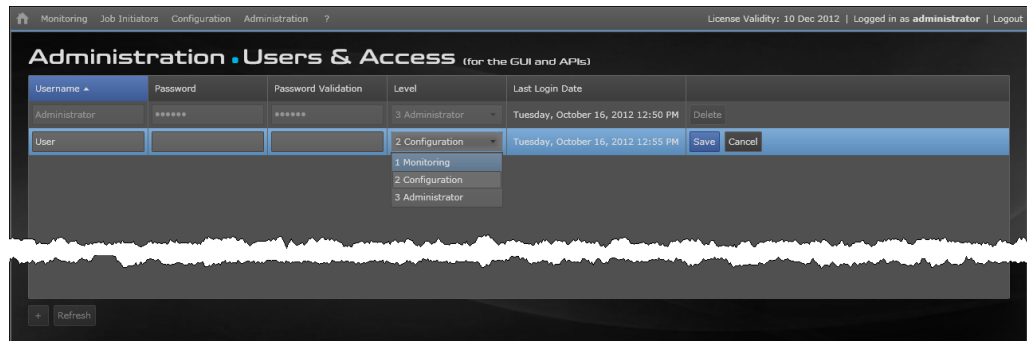 Monitoring Job Initiators Configuration Administration ? License Validity: 10 Dec 2012 | Logged in as administrator | Logout
Administration Users & Access (for the GUI and APIs)
Username Password Password Validation Level Last Login Date
Administrator •••••• •••••• 3 Administrator Tuesday, October 16, 2012 12:50 PM Delete
User 2 Configuration Tuesday, October 16, 2012 12:55 PM Save Cancel
1 Monitoring
2 Configuration
3 Administrator
+ Refresh